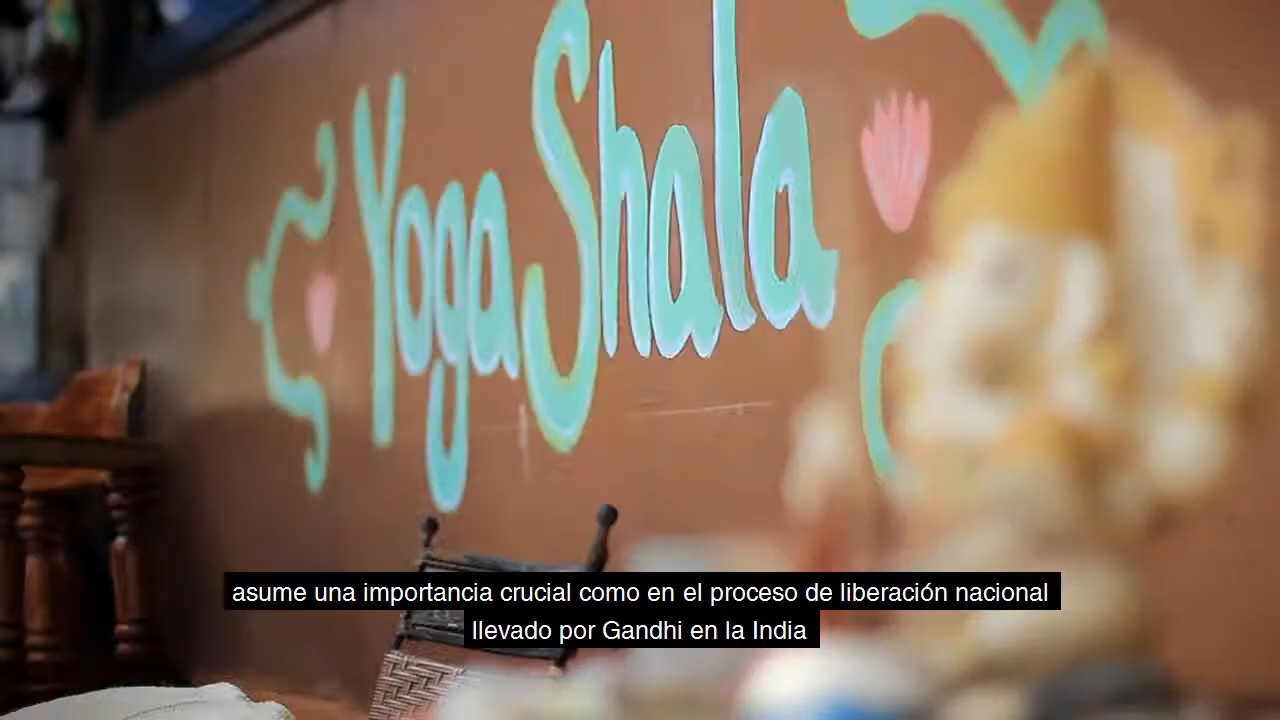 Yoga Shala
asume una importancia crucial como en el proceso de liberación nacional
llevado por Gandhi en la India